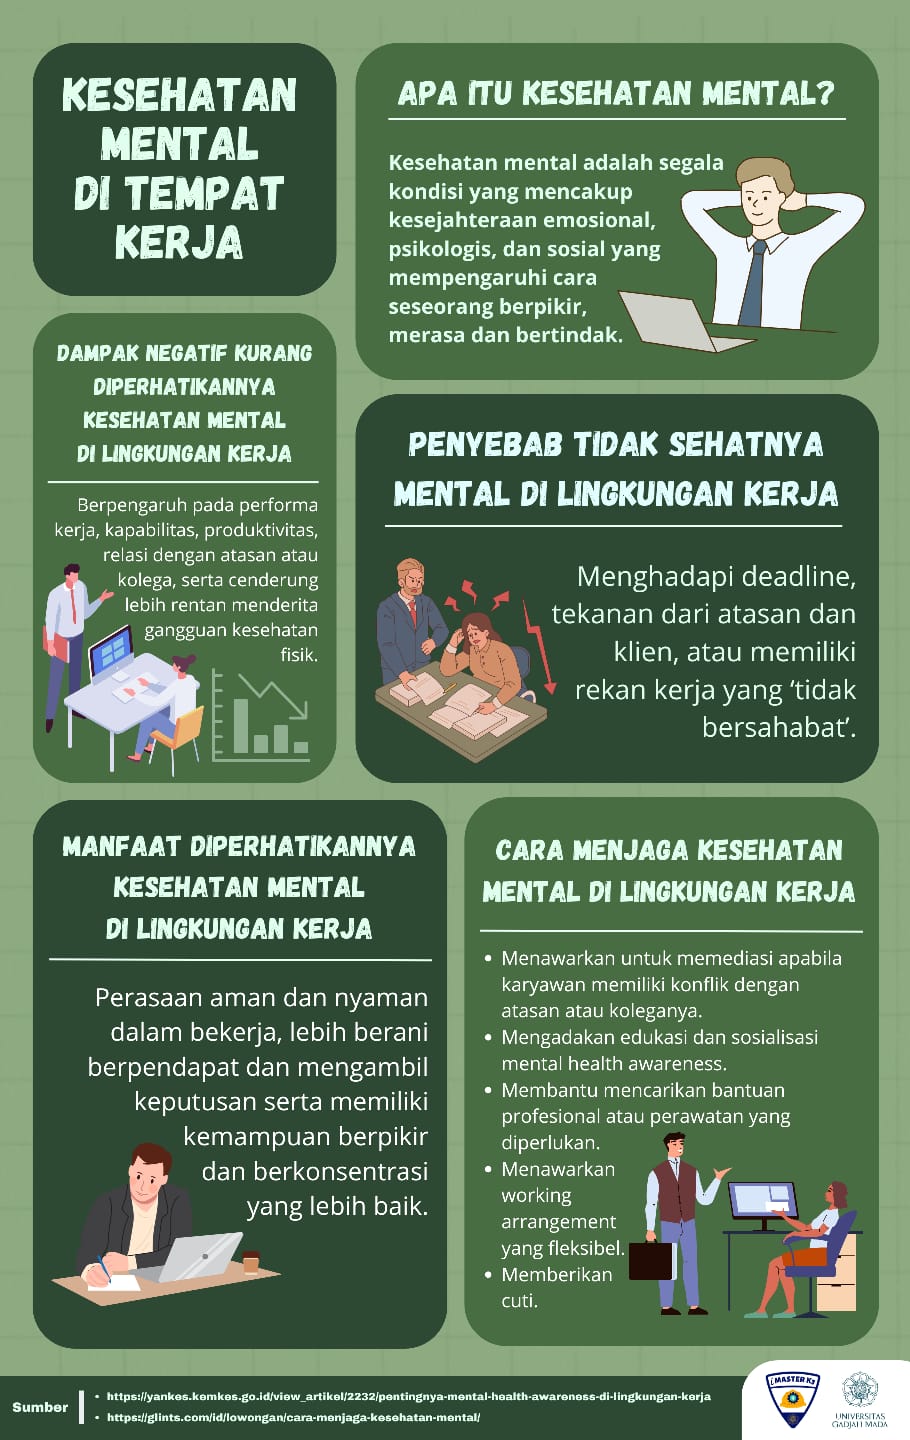 KESEHATAN
MENTAL
DI TEMPAT
KERJA
APA ITU KESEHATAN MENTAL?
Kesehatan mental adalah segala
kondisi yang mencakup
kesejahteraan emosional,
psikologis, dan sosial yang
mempengaruhi cara
seseorang berpikir,
merasa dan bertindak.
DAMPAK NEGATIF KURANG
DIPERHATIKANNYA
KESEHATAN MENTAL
DI LINGKUNGAN KERJA
Berpengaruh pada performa
kerja, kapabilitas, produktivitas,
relasi dengan atasan atau
kolega, serta cenderung
lebih rentan menderita
gangguan kesehatan
fisik.
PENYEBAB TIDAK SEHATNYA
MENTAL DI LINGKUNGAN KERJA
Menghadapi deadline,
tekanan dari atasan dan
klien, atau memiliki
rekan kerja yang ‘tidak
bersahabat’.
MANFAAT DIPERHATIKANNYA
KESEHATAN MENTAL
DI LINGKUNGAN KERJA
Perasaan aman dan nyaman
dalam bekerja, lebih berani
berpendapat dan mengambil
keputusan serta memiliki
kemampuan berpikir
dan berkonsentrasi
yang lebih baik.
CARA MENJAGA KESEHATAN
MENTAL DI LINGKUNGAN KERJA
• Menawarkan untuk memediasi apabila
karyawan memiliki konflik dengan
atasan atau koleganya.
• Mengadakan edukasi dan sosialisasi
mental health awareness.
• Membantu mencarikan bantuan
profesional atau perawatan yang
diperlukan.
• Menawarkan
working
arrangement
yang fleksibel.
• Memberikan
cuti.
Sumber
• https://yankes.kemkes.go.id/view_artikel/2232/pentingnya-mental-health-awareness-di-lingkungan-kerja
• https://glints.com/id/lowongan/cara-menjaga-kesehatan-mental/
MASTER K3
UNIVERSITAS
GADJAH MADA